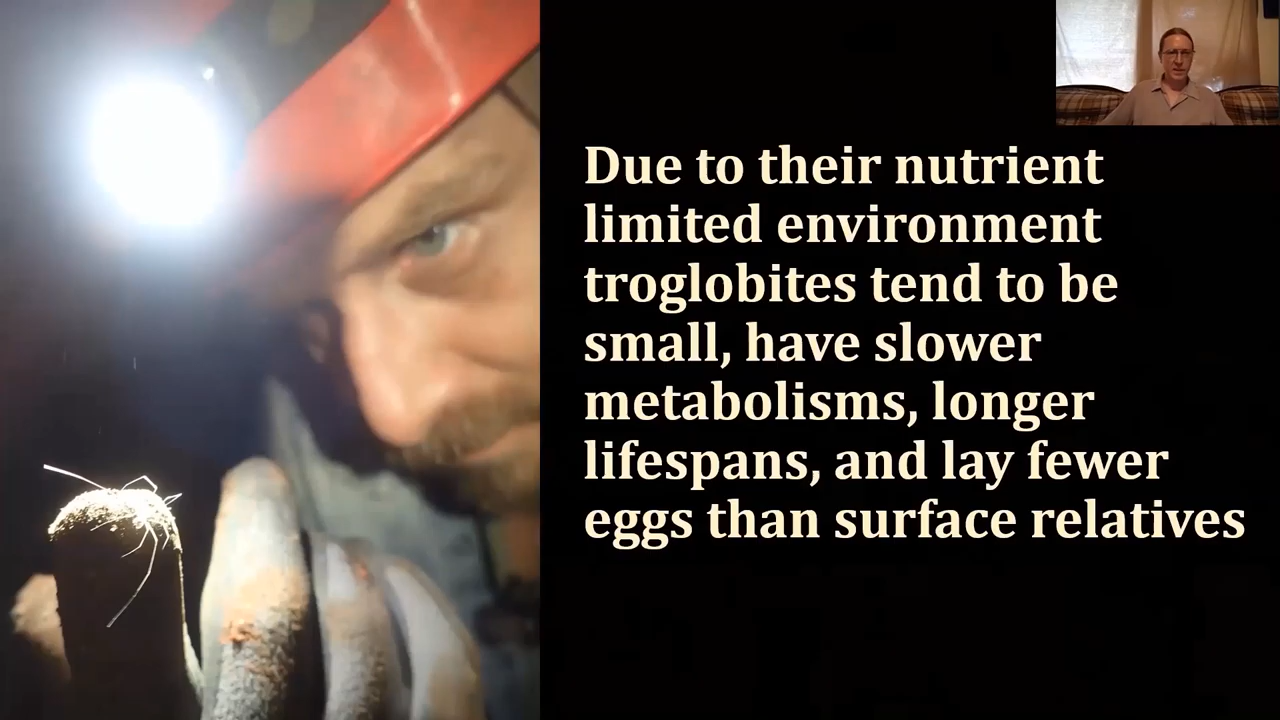 Due to their nutrient
limited environment
troglobites tend to be
small, have slower
metabolisms, longer
lifespans, and lay fewer
eggs than surface relatives